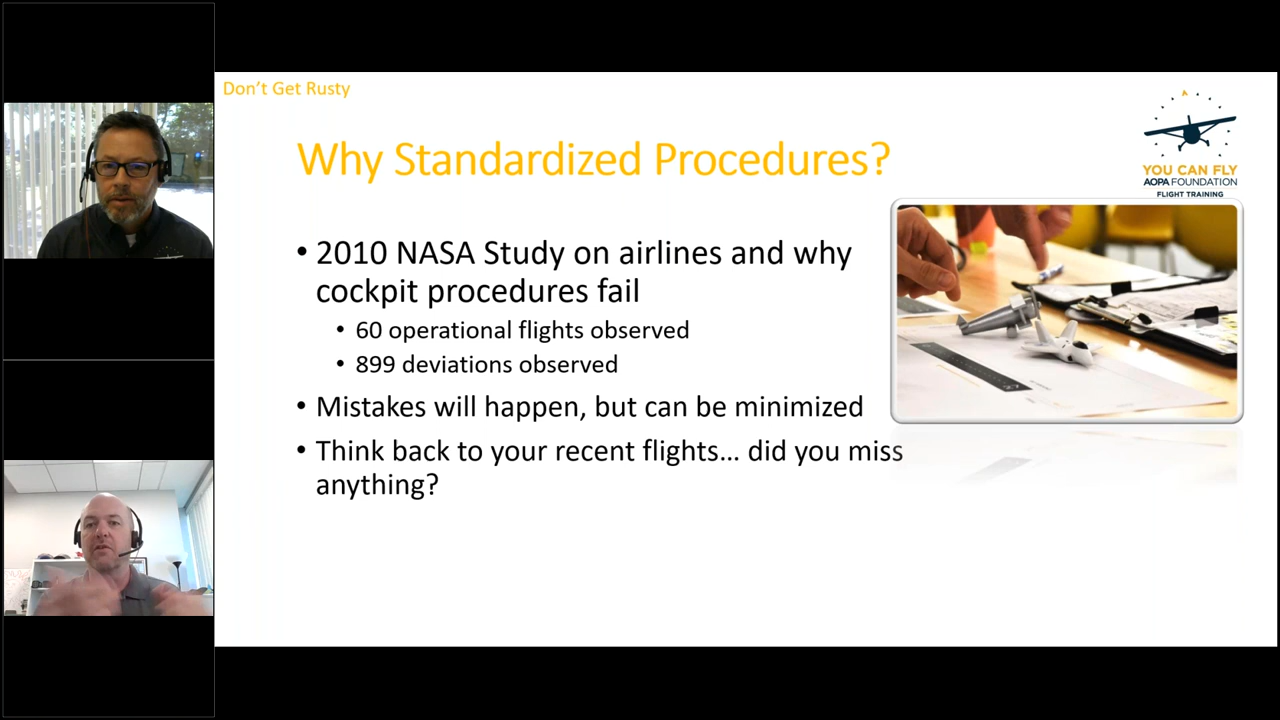 Don't Get Rusty
Why Standardized Procedures?
YOU CAN FLY
AOPA FOUNDATION
FLIGHT TRAINING
• 2010 NASA Study on airlines and why
cockpit procedures fail
• 60 operational flights observed
• 899 deviations observed
• Mistakes will happen, but can be minimized
• Think back to your recent flights... did you miss
anything?